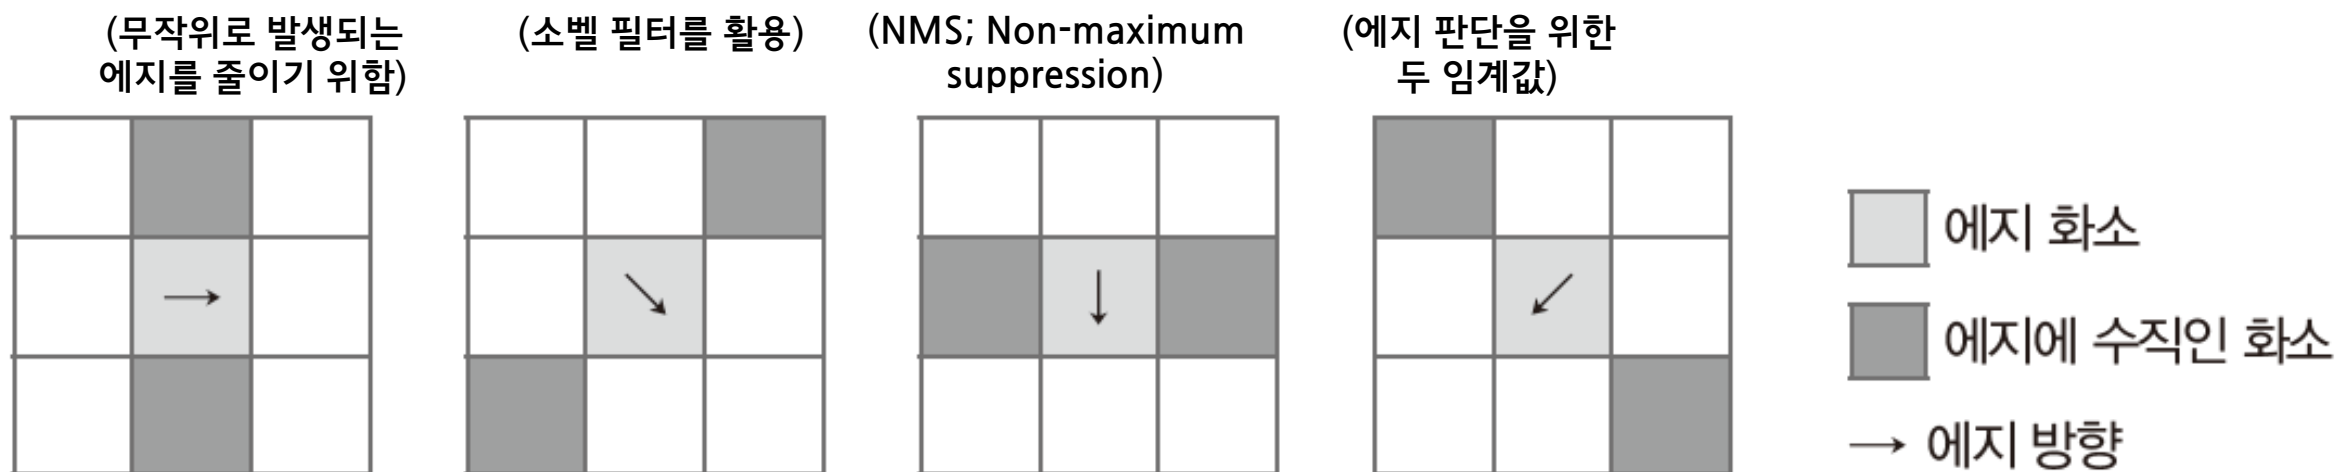 (무작위로 발생되는
에지를 줄이기 위함)
(소벨 필터를 활용)
(NMS; Non-maximum
suppression)
(에지 판단을 위한
두 임계값)
에지 화소
에지에 수직인 화소
에지 방향